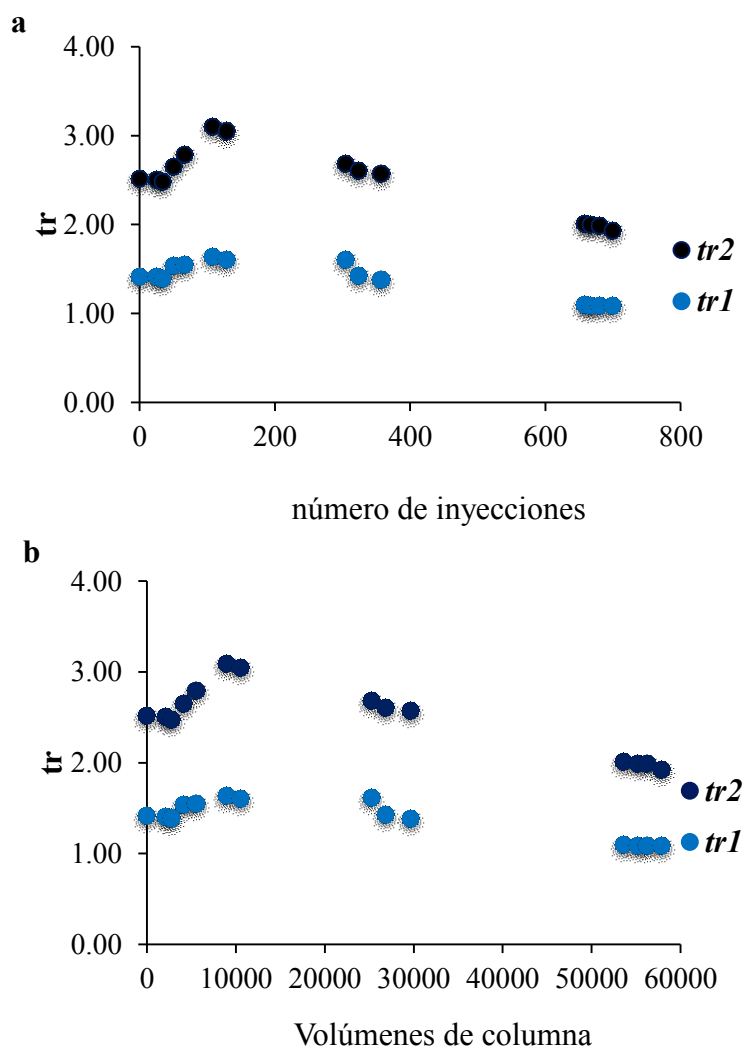 a
4.00
3.00
2.00
1.00
0.00
tr
0 200 400 600 800
número de inyecciones
tr2
tr1
b
4.00
3.00
2.00
1.00
0.00
tr
0 10000 20000 30000 40000 50000 60000
Volúmenes de columna
tr2
tr1